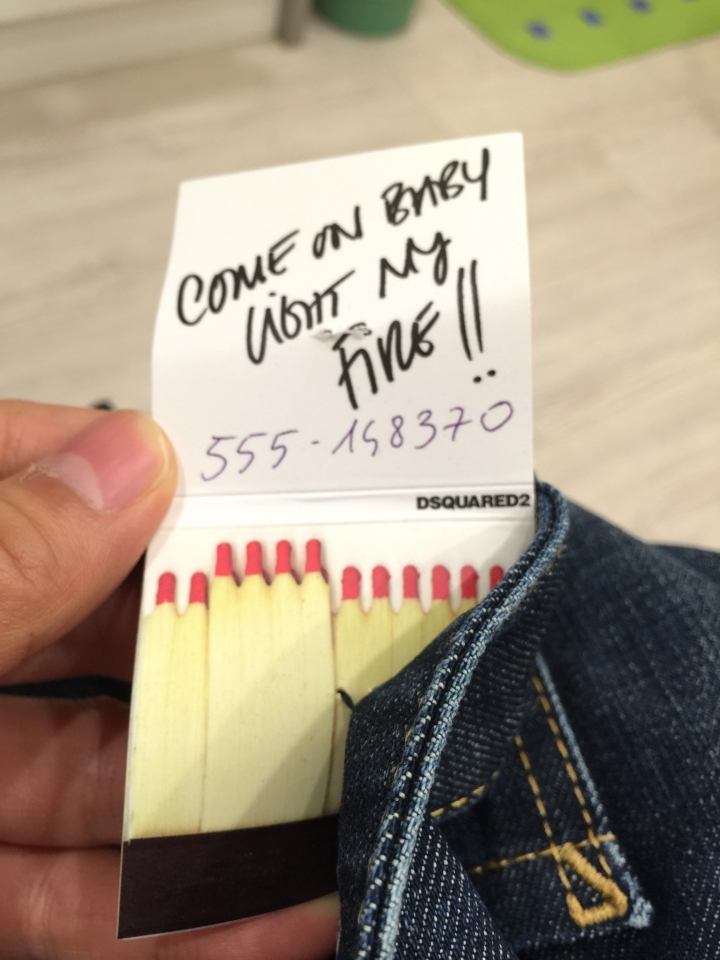 COME ON BABY
LIGHT MY
FIRE!!
555-148370
DSQUARED2